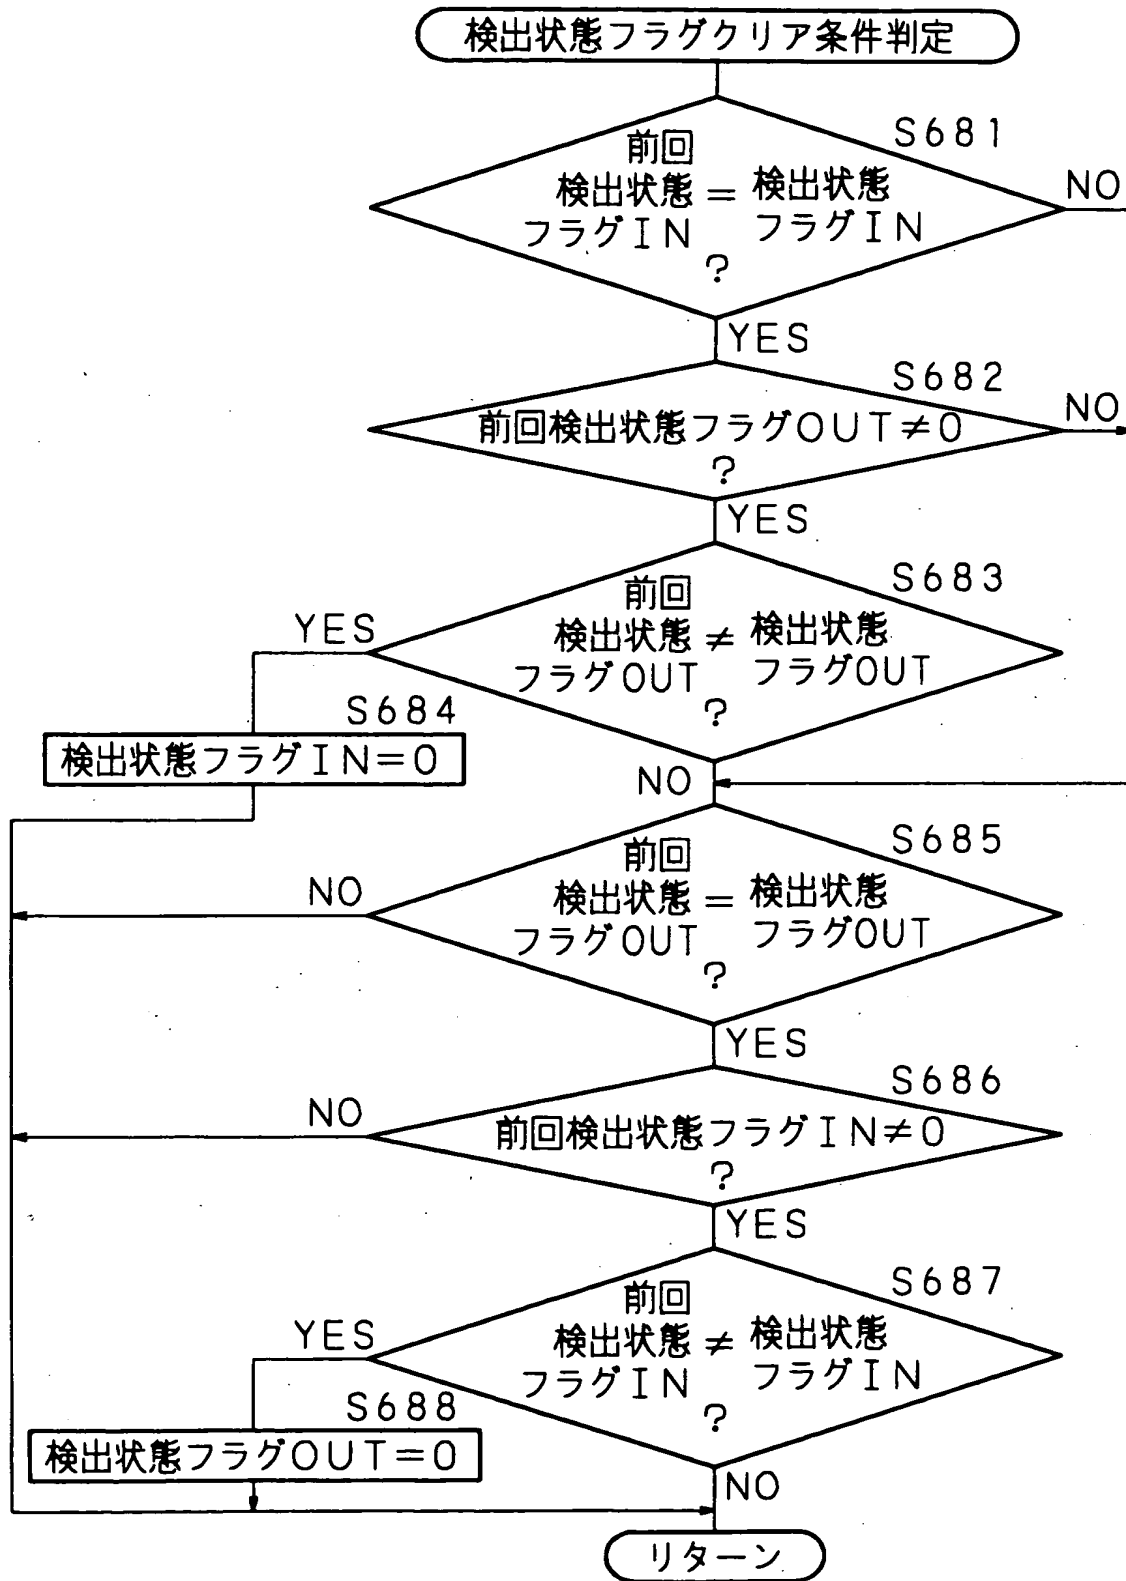 検出状態フラグクリア条件判定
S681
前回
検出状態 = 検出状態
フラグIN フラグIN
?
NO
YES
S682
前回検出状態フラグOUT≠0
?
NO
YES
S683
前回
検出状態 ≠ 検出状態
フラグOUT フラグOUT
?
YES
S684
検出状態フラグIN=0
NO
S685
前回
検出状態 = 検出状態
フラグOUT フラグOUT
?
NO
YES
S686
前回検出状態フラグIN≠0
?
NO
YES
S687
前回
検出状態 ≠ 検出状態
フラグIN フラグIN
?
YES
S688
検出状態フラグOUT=0
NO
リターン